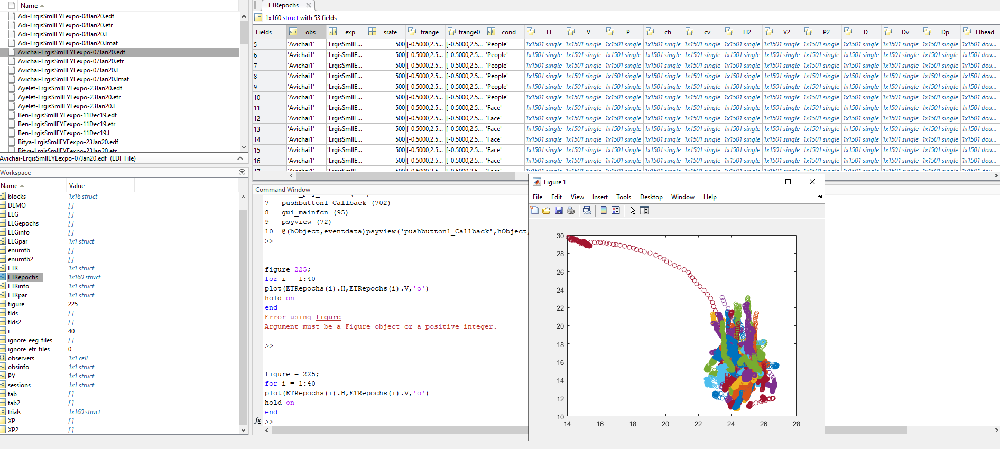 Name
Adi-LrgisSmllEYEexpo-08Jan20.edf
Adi-LrgisSmllEYEexpo-08Jan20.etr
Adi-LrgisSmllEYEexpo-08Jan20.l
Adi-LrgisSmllEYEexpo-08Jan20.lmat
Avichai-LrgisSmllEYEexpo-07Jan20.edf
Avichai-LrgisSmllEYEexpo-07Jan20.etr
Avichai-LrgisSmllEYEexpo-07Jan20.l
Avichai-LrgisSmllEYEexpo-07Jan20.lmat
Ayelet-LrgisSmllEYEexpo-23Jan20.edf
Ayelet-LrgisSmllEYEexpo-23Jan20.etr
Ayelet-LrgisSmllEYEexpo-23Jan20.l
Ben-LrgisSmllEYEexpo-11Dec19.edf
Ben-LrgisSmllEYEexpo-11Dec19.etr
Ben-LrgisSmllEYEexpo-11Dec19.l
Bitya-LrgisSmllEYEexpo-23Jan20.edf
Bitya-LrgisSmllEYEexpo-23Jan20.etr
Avichai-LrgisSmllEYEexpo-07Jan20.edf (EDF File)
Workspace
Name Value
blocks 1x16 struct
DEMO []
EEG []
EEGepochs []
EEGinfo []
EEGpar 1x1 struct
enumtb []
enumtb2 []
ETR 1x1 struct
ETRepochs 1x160 struct
ETRinfo 1x1 struct
ETRpar 1x1 struct
figure 225
flds []
flds2 []
i 40
ignore_eeg_files []
ignore_etr_files 0
observers 1x1 cell
obsinfo 1x1 struct
PY 1x1 struct
sessions 1x1 struct
tab []
tab2 []
trials 1x160 struct
XP []
XP2 []
ETRepochs
1x160 struct with 53 fields
Fields obs exp srate trange trange0 cond H V P ch cv H2 V2 P2 D Dv Dp Hhead
5 'Avichai1' 'LrgisSmllE... 500 [-0.5000,2.5... [-0.5000,2.5... 'People' 1x1501 single 1x1501 single 1x1501 single 1x1501 single 1x1501 single 1x1501 single 1x1501 single 1x1501 single 1x1501 single 1x1501 single 1x1501 single 1x1501 dou...
6 'Avichai1' 'LrgisSmllE... 500 [-0.5000,2.5... [-0.5000,2.5... 'People' 1x1501 single 1x1501 single 1x1501 single 1x1501 single 1x1501 single 1x1501 single 1x1501 single 1x1501 single 1x1501 single 1x1501 single 1x1501 single 1x1501 dou...
7 'Avichai1' 'LrgisSmllE... 500 [-0.5000,2.5... [-0.5000,2.5... 'People' 1x1501 single 1x1501 single 1x1501 single 1x1501 single 1x1501 single 1x1501 single 1x1501 single 1x1501 single 1x1501 single 1x1501 single 1x1501 single 1x1501 dou...
8 'Avichai1' 'LrgisSmllE... 500 [-0.5000,2.5... [-0.5000,2.5... 'People' 1x1501 single 1x1501 single 1x1501 single 1x1501 single 1x1501 single 1x1501 single 1x1501 single 1x1501 single 1x1501 single 1x1501 single 1x1501 single 1x1501 dou...
9 'Avichai1' 'LrgisSmllE... 500 [-0.5000,2.5... [-0.5000,2.5... 'People' 1x1501 single 1x1501 single 1x1501 single 1x1501 single 1x1501 single 1x1501 single 1x1501 single 1x1501 single 1x1501 single 1x1501 single 1x1501 single 1x1501 dou...
10 'Avichai1' 'LrgisSmllE... 500 [-0.5000,2.5... [-0.5000,2.5... 'People' 1x1501 single 1x1501 single 1x1501 single 1x1501 single 1x1501 single 1x1501 single 1x1501 single 1x1501 single 1x1501 single 1x1501 single 1x1501 single 1x1501 dou...
11 'Avichai1' 'LrgisSmllE... 500 [-0.5000,2.5... [-0.5000,2.5... 'Face' 1x1501 single 1x1501 single 1x1501 single 1x1501 single 1x1501 single 1x1501 single 1x1501 single 1x1501 single 1x1501 single 1x1501 single 1x1501 single 1x1501 dou...
12 'Avichai1' 'LrgisSmllE... 500 [-0.5000,2.5... [-0.5000,2.5... 'Face' 1x1501 single 1x1501 single 1x1501 single 1x1501 single 1x1501 single 1x1501 single 1x1501 single 1x1501 single 1x1501 single 1x1501 single 1x1501 single 1x1501 dou...
13 'Avichai1' 'LrgisSmllE... 500 [-0.5000,2.5... [-0.5000,2.5... 'Face' 1x1501 single 1x1501 single 1x1501 single 1x1501 single 1x1501 single 1x1501 single 1x1501 single 1x1501 single 1x1501 single 1x1501 single 1x1501 single 1x1501 dou...
14 'Avichai1' 'LrgisSmllE... 500 [-0.5000,2.5... [-0.5000,2.5... 'Face' 1x1501 single 1x1501 single 1x1501 single 1x1501 single 1x1501 single 1x1501 single 1x1501 single 1x1501 single 1x1501 single 1x1501 single 1x1501 single 1x1501 dou...
15 'Avichai1' 'LrgisSmllE... 500 [-0.5000,2.5... [-0.5000,2.5... 'Face' 1x1501 single 1x1501 single 1x1501 single 1x1501 single 1x1501 single 1x1501 single 1x1501 single 1x1501 single 1x1501 single 1x1501 single 1x1501 single 1x1501 dou...
16 'Avichai1' 'LrgisSmllE... 500 [-0.5000,2.5... [-0.5000,2.5... 'Face' 1x1501 single 1x1501 single 1x1501 single 1x1501 single 1x1501 single 1x1501 single 1x1501 single 1x1501 single 1x1501 single 1x1501 single 1x1501 single 1x1501 dou...
Command Window
7 pushbutton1_Callback (702)
8 gui_mainfcn (95)
9 psyview (72)
10 @(hObject,eventdata)psyview('pushbutton1_Callback',hObject,
>>
figure 225;
for i = 1:40
plot(ETRepochs(i).H,ETRepochs(i).V,'o')
hold on
end
Error using figure
Argument must be a Figure object or a positive integer.
>>
figure = 225;
for i = 1:40
plot(ETRepochs(i).H,ETRepochs(i).V,'o')
hold on
end
fx >>
Figure 1
File Edit View Insert Tools Desktop Window Help
30
28
26
24
22
20
18
16
14
12
10
14 16 18 20 22 24 26 28